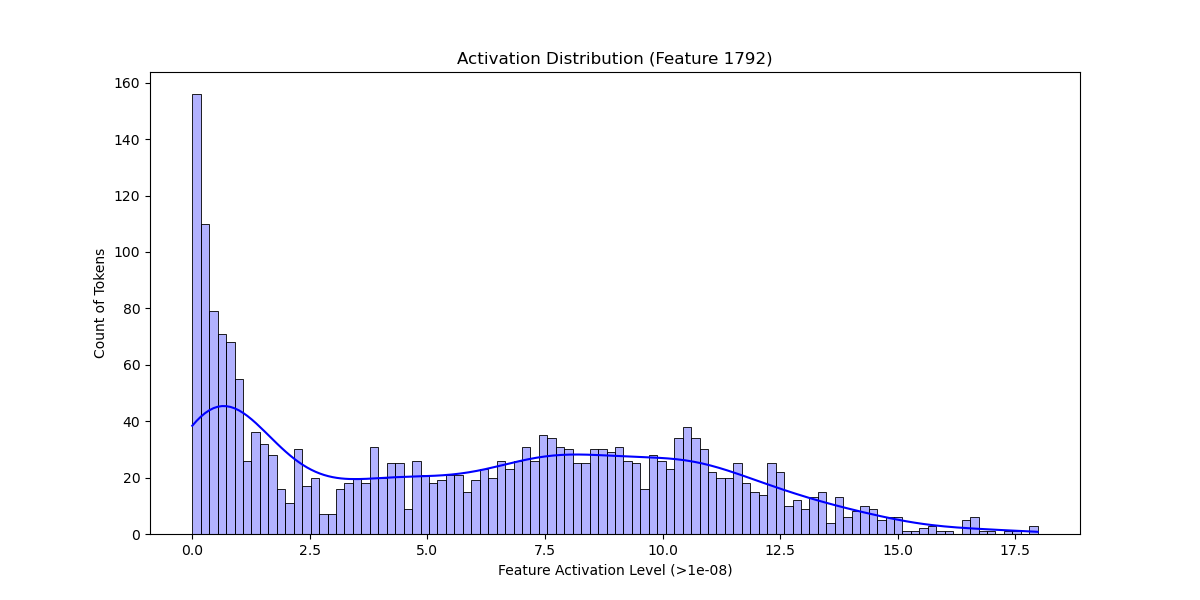 Activation Distribution (Feature 1792)
160
140
120
100
80
60
40
20
0
Count of Tokens
0.0 2.5 5.0 7.5 10.0 12.5 15.0 17.5
Feature Activation Level (>1e-08)